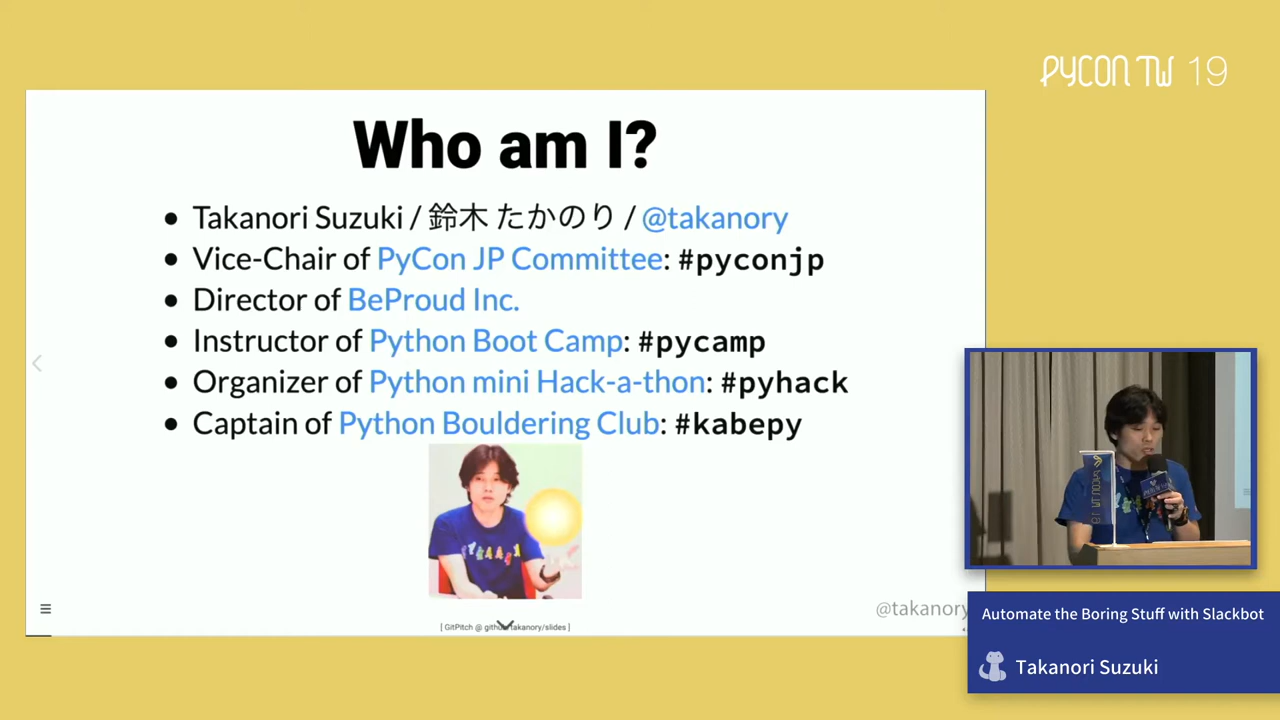 PYCON TW 19
Who am I?
Takanori Suzuki / 鈴木 たかのり / @takanory
Vice-Chair of PyCon JP Committee: #pyconjp
Director of BeProud Inc.
Instructor of Python Boot Camp: #pycamp
Organizer of Python mini Hack-a-thon: #pyhack
Captain of Python Bouldering Club: #kabepy
@takanory
[ GitPitch @ github/takanory/slides ]
PYCON TW 19
Automate the Boring Stuff with Slackbot
Takanori Suzuki